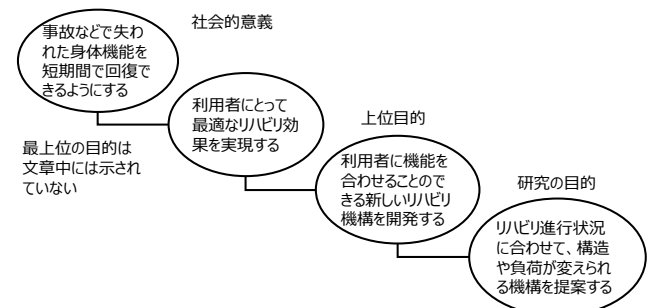 社会的意義
事故などで失わ
れた身体機能を
短期間で回復で
きるようにする
利用者にとって
最適なリハビリ効
果を実現する
最上位の目的は
文章中には示され
ていない
上位目的
利用者に機能を
合わせることので
きる新しいリハビリ
機構を開発する
研究の目的
リハビリ進行状況
に合わせて、構造
や負荷が変えられ
る機構を提案する